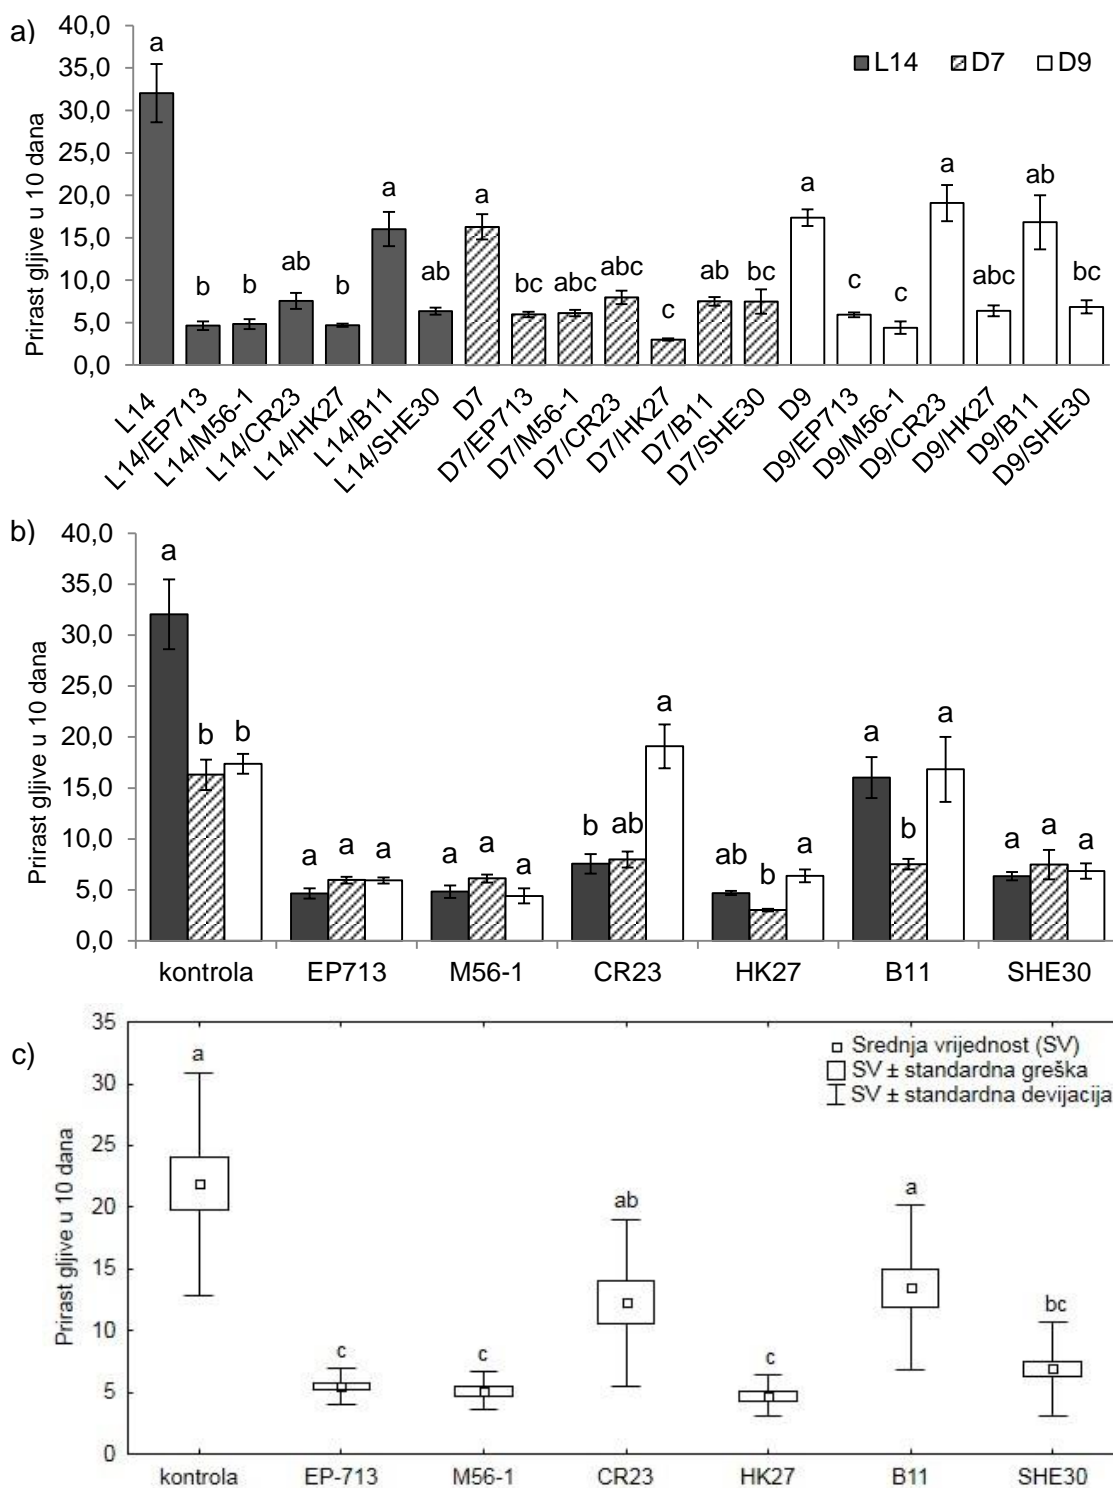 a)
Prirast gljive u 10 dana
40,0
35,0
30,0
25,0
20,0
15,0
10,0
5,0
0,0
L14 D7 D9
a b b ab b a ab a bc abc abc c ab bc a c c a abc ab bc
L14 L14/EP713 L14/M56-1 L14/CR23 L14/HK27 L14/B11 L14/SHE30 D7 D7/EP713 D7/M56-1 D7/CR23 D7/HK27 D7/B11 D7/SHE30 D9 D9/EP713 D9/M56-1 D9/CR23 D9/HK27 D9/B11 D9/SHE30
b)
Prirast gljive u 10 dana
40,0
35,0
30,0
25,0
20,0
15,0
10,0
5,0
0,0
a b b a a a a a a b ab a ab b a a b a a a a
kontrola EP713 M56-1 CR23 HK27 B11 SHE30
c)
Prirast gljive u 10 dana
35
30
25
20
15
10
5
0
Srednja vrijednost (SV)
SV ± standardna greška
SV ± standardna devijacija
a c c ab c a bc
kontrola EP-713 M56-1 CR23 HK27 B11 SHE30